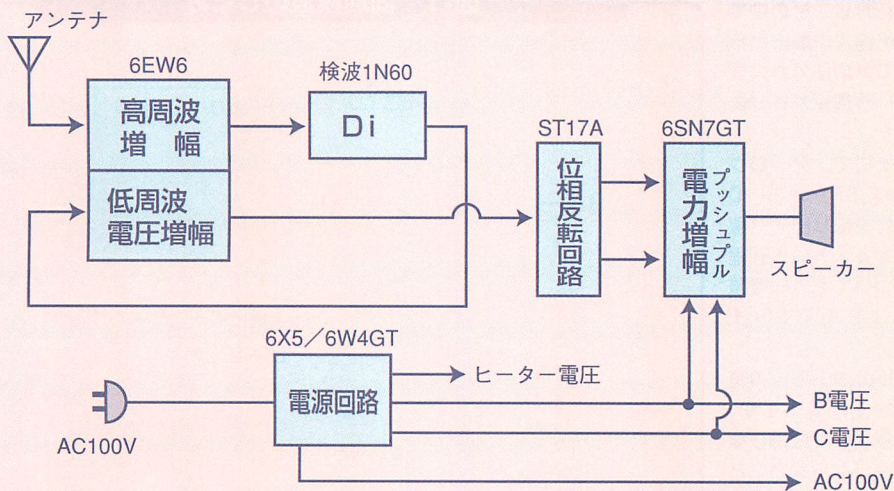 アンテナ
6EW6
高周波
増 幅
低周波
電圧増幅
検波1N60
Di
ST17A
位相反転回路
6SN7GT
電力増幅
プッシュプル
スピーカー
6X5／6W4GT
電源回路
AC100V
ヒーター電圧
B電圧
C電圧
AC100V